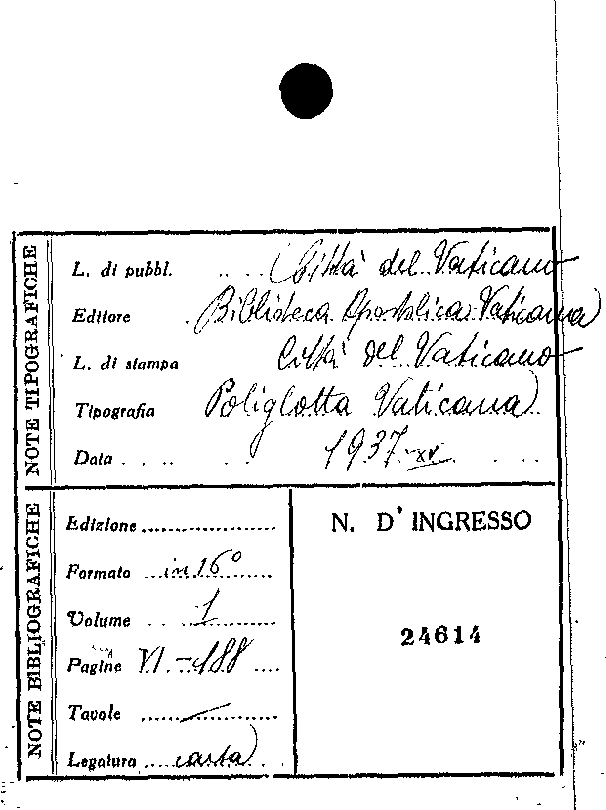 NOTE TIPOGRAFICHE
L. di pubbl. (Città del Vaticano
Editore Biblioteca Apostolica Vaticana)
L. di stampa Città del Vaticano
Tipografia Poliglotta Vaticana)
Data 1937-XV
NOTE BIBLIOGRAFICHE
Edizione
Formato in 16°
Volume 1
Pagine VI-188
Tavole —
Legatura carta)
N. D'INGRESSO
24614